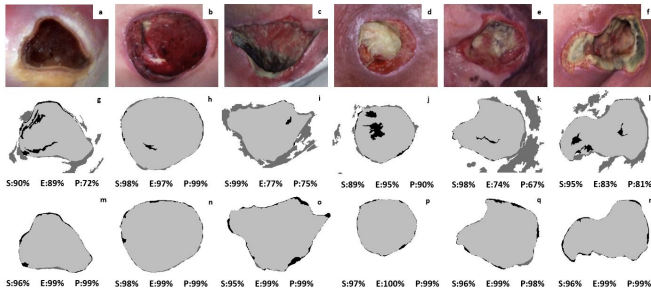 a b c d e f
g h i j k l
S:90% E:89% P:72% S:98% E:97% P:99% S:99% E:77% P:75% S:89% E:95% P:90% S:98% E:74% P:67% S:95% E:83% P:81%
m n o p q r
S:96% E:99% P:99% S:98% E:99% P:99% S:95% E:99% P:99% S:97% E:100% P:99% S:96% E:99% P:98% S:96% E:99% P:99%